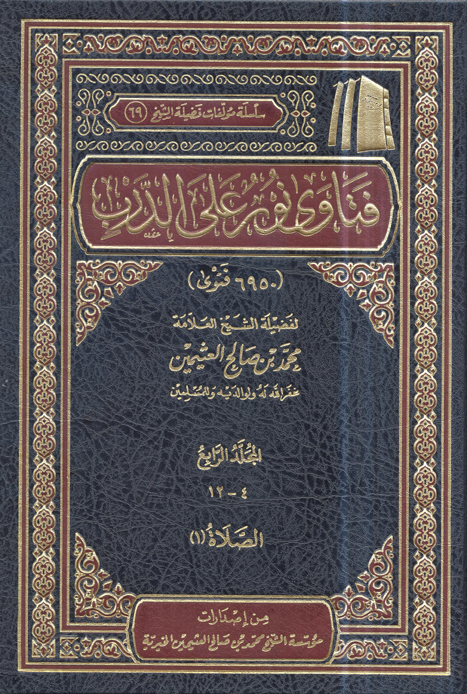 سلسلة مؤلفات فضيلة الشيخ (٦٩)
فتاوى نور على الدرب
(٦٩٥٠ فتوى)
لفضيلة الشيخ العلامة
محمد بن صالح العثيمين
غفر الله له ولوالديه وللمسلمين
المجلد الرابع
٤ - ١٢
الصلاة (١)
من إصدارات
مؤسسة الشيخ محمد بن صالح العثيمين الخيرية